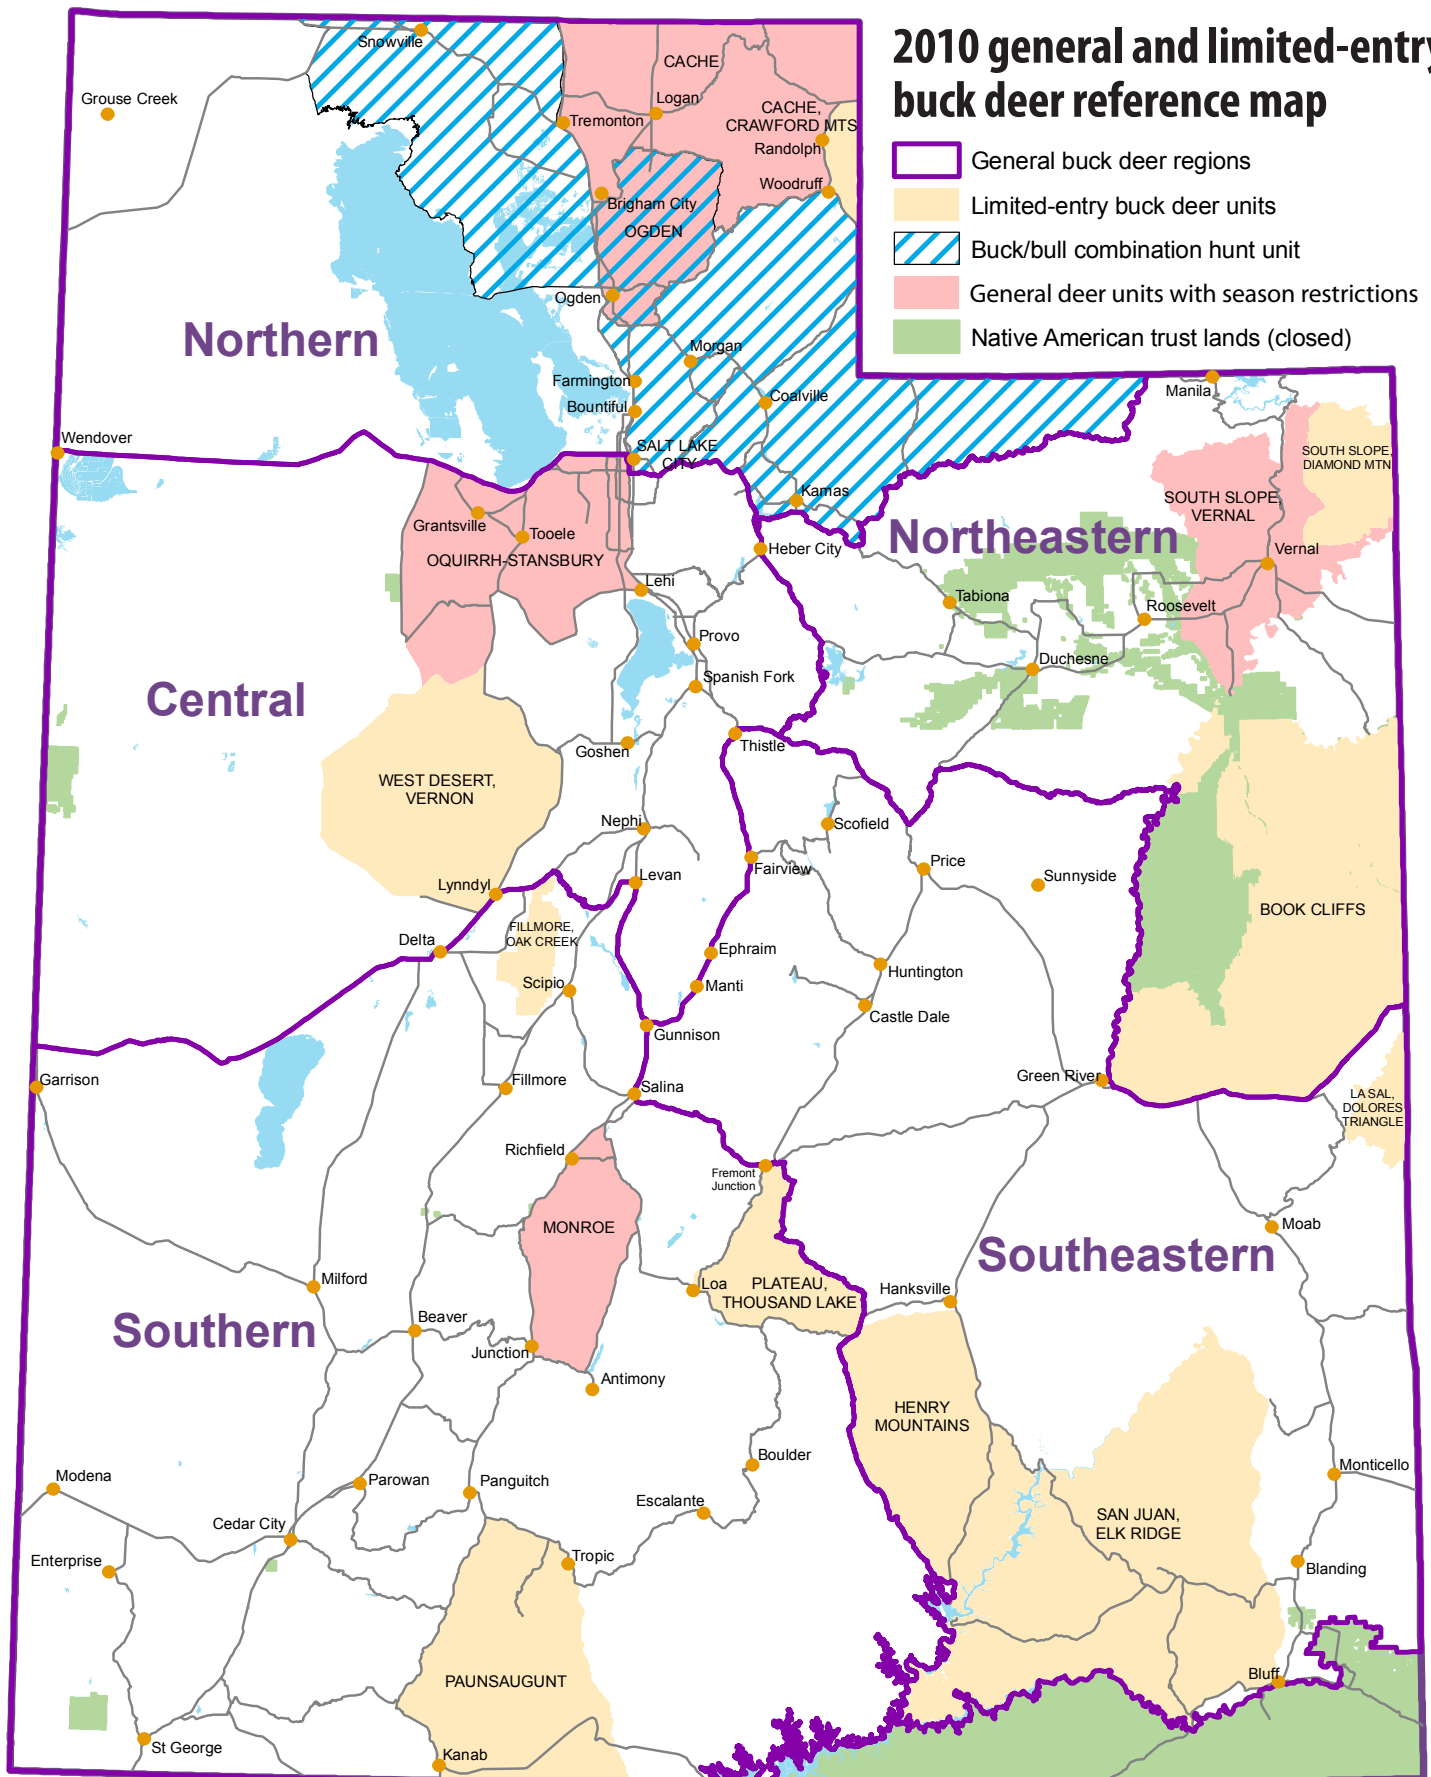 2010 general and limited-entry
buck deer reference map
General buck deer regions
Limited-entry buck deer units
Buck/bull combination hunt unit
General deer units with season restrictions
Native American trust lands (closed)
Snowville
CACHE
Grouse Creek
Logan
Tremonton
CACHE,
CRAWFORD MTS
Randolph
Woodruff
Brigham City
OGDEN
Ogden
Northern
Morgan
Farmington
Coalville
Bountiful
Manila
Wendover
SALT LAKE
CITY
SOUTH SLOPE,
DIAMOND MTN
Kamas
SOUTH SLOPE,
VERNAL
Grantsville
Tooele
Northeastern
OQUIRRH-STANSBURY
Heber City
Vernal
Lehi
Tabiona
Roosevelt
Provo
Duchesne
Spanish Fork
Central
Goshen
Thistle
WEST DESERT,
VERNON
Nephi
Scofield
Fairview
Price
Levan
Sunnyside
Lynndyl
BOOK CLIFFS
FILLMORE,
OAK CREEK
Delta
Ephraim
Huntington
Scipio
Manti
Castle Dale
Gunnison
Garrison
Fillmore
Salina
Green River
LA SAL,
DOLORES
TRIANGLE
Richfield
Fremont
Junction
MONROE
Moab
Southeastern
Milford
Loa
PLATEAU,
THOUSAND LAKE
Hanksville
Southern
Beaver
Junction
Antimony
HENRY
MOUNTAINS
Boulder
Modena
Parowan
Panguitch
Monticello
Escalante
SAN JUAN,
ELK RIDGE
Cedar City
Enterprise
Tropic
Blanding
PAUNSAUGUNT
Bluff
St George
Kanab